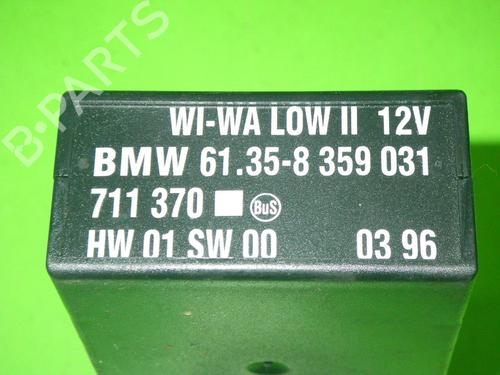 B-PARTS
WI-WA LOW II 12V
BMW 61.35-8 359 031
711 370 BuS
HW 01 SW 00 03 96